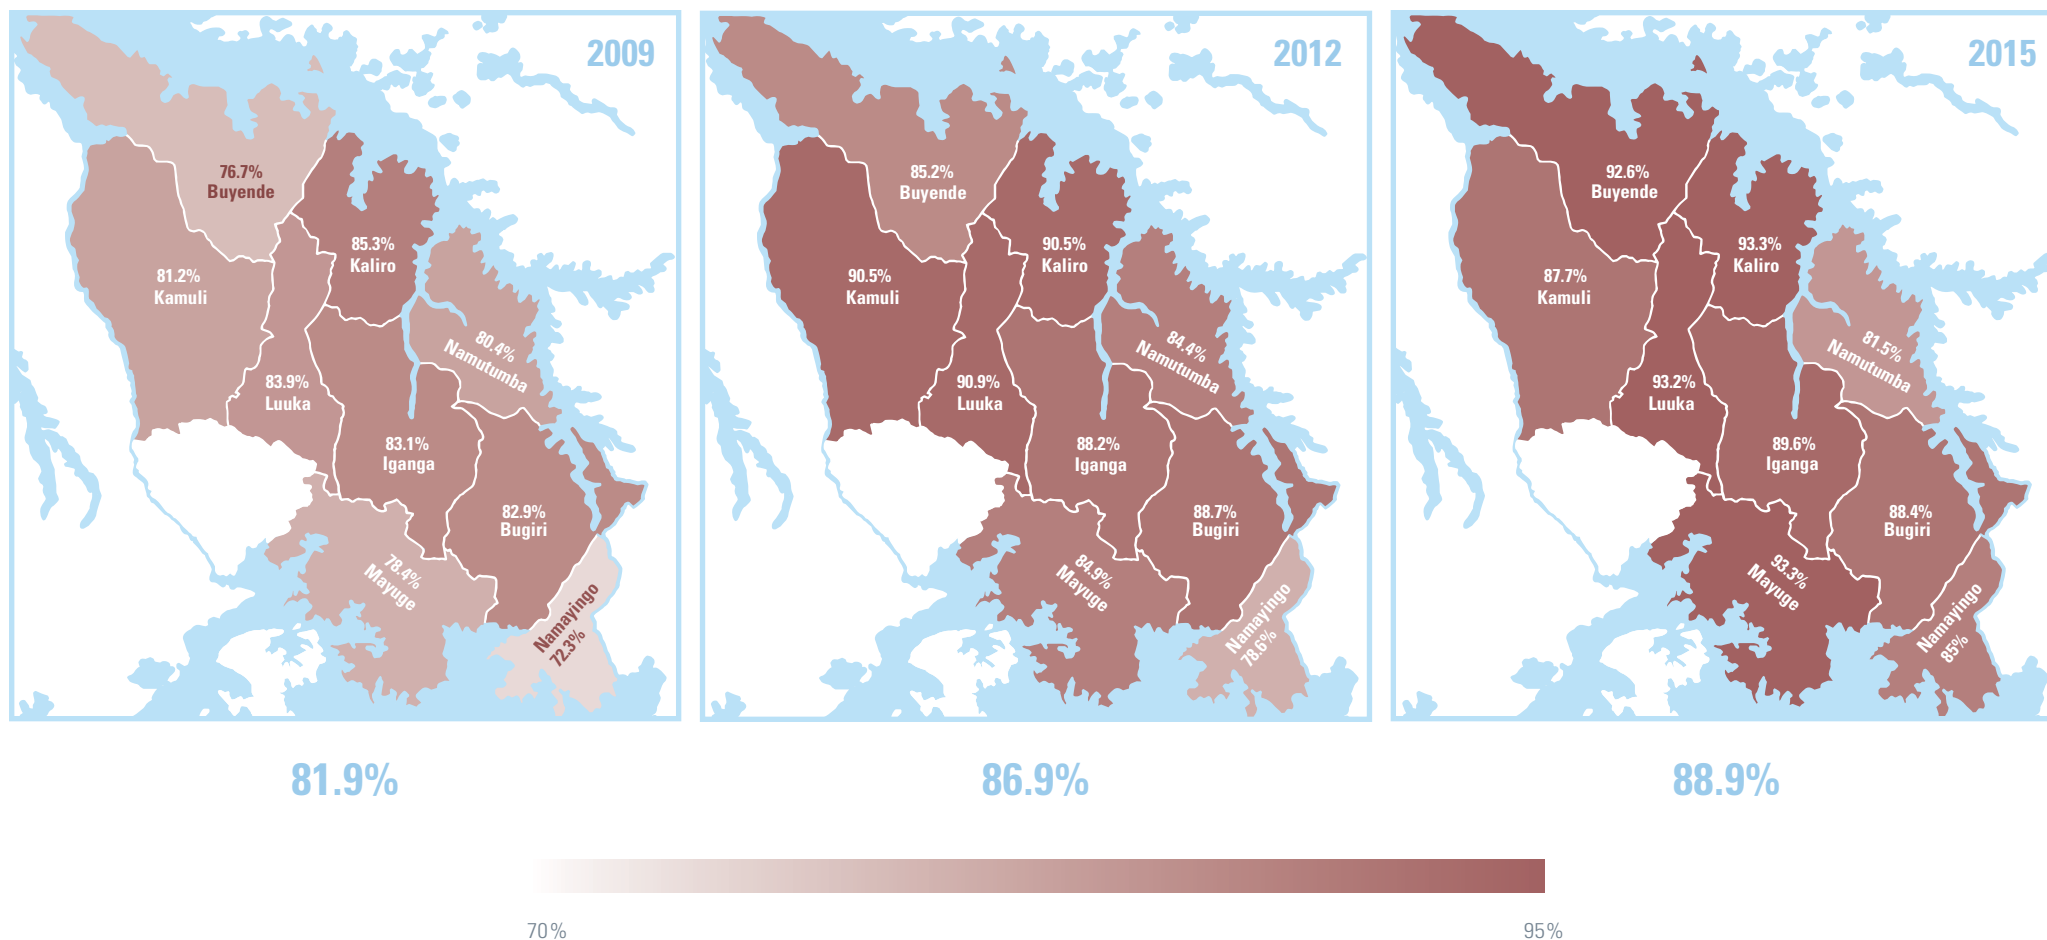 2009
76.7%
Buyende
85.3%
Kaliro
81.2%
Kamuli
80.4%
Namutumba
83.9%
Luuka
83.1%
Iganga
82.9%
Bugiri
78.4%
Mayuge
Namayingo
72.3%
81.9%
2012
85.2%
Buyende
90.5%
Kaliro
90.5%
Kamuli
84.4%
Namutumba
90.9%
Luuka
88.2%
Iganga
88.7%
Bugiri
84.9%
Mayuge
Namayingo
78.6%
86.9%
2015
92.6%
Buyende
93.3%
Kaliro
87.7%
Kamuli
81.5%
Namutumba
93.2%
Luuka
89.6%
Iganga
88.4%
Bugiri
93.3%
Mayuge
Namayingo
85%
88.9%
70%
95%